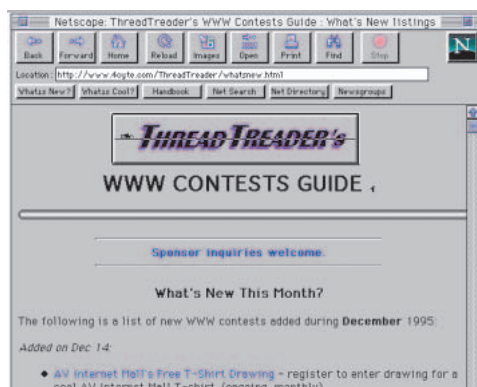 Netscape: ThreadTreader's WWW Contests Guide : What's New listings
Back Forward Home Reload Images Open Print Find Stop
N
Location: http://www.4cyte.com/ThreadTreader/whatsnew.html
What's New? What's Cool? Handbook Net Search Net Directory Newsgroups
THREADTREADER's
WWW CONTESTS GUIDE
Sponsor inquiries welcome.
What's New This Month?
The following is a list of new WWW contests added during December 1995:
Added on Dec 14:
AV Internet Mall's Free T-Shirt Drawing - register to enter drawing for a
cool AV Internet Mall T-shirt. (ongoing, monthly)